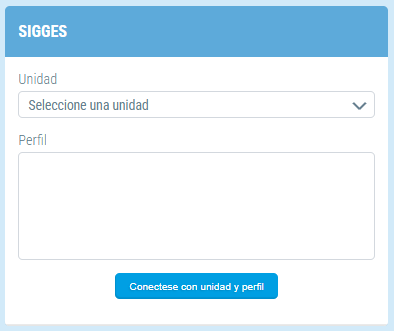 SIGGES
Unidad
Seleccione una unidad
Perfil
Conectese con unidad y perfil